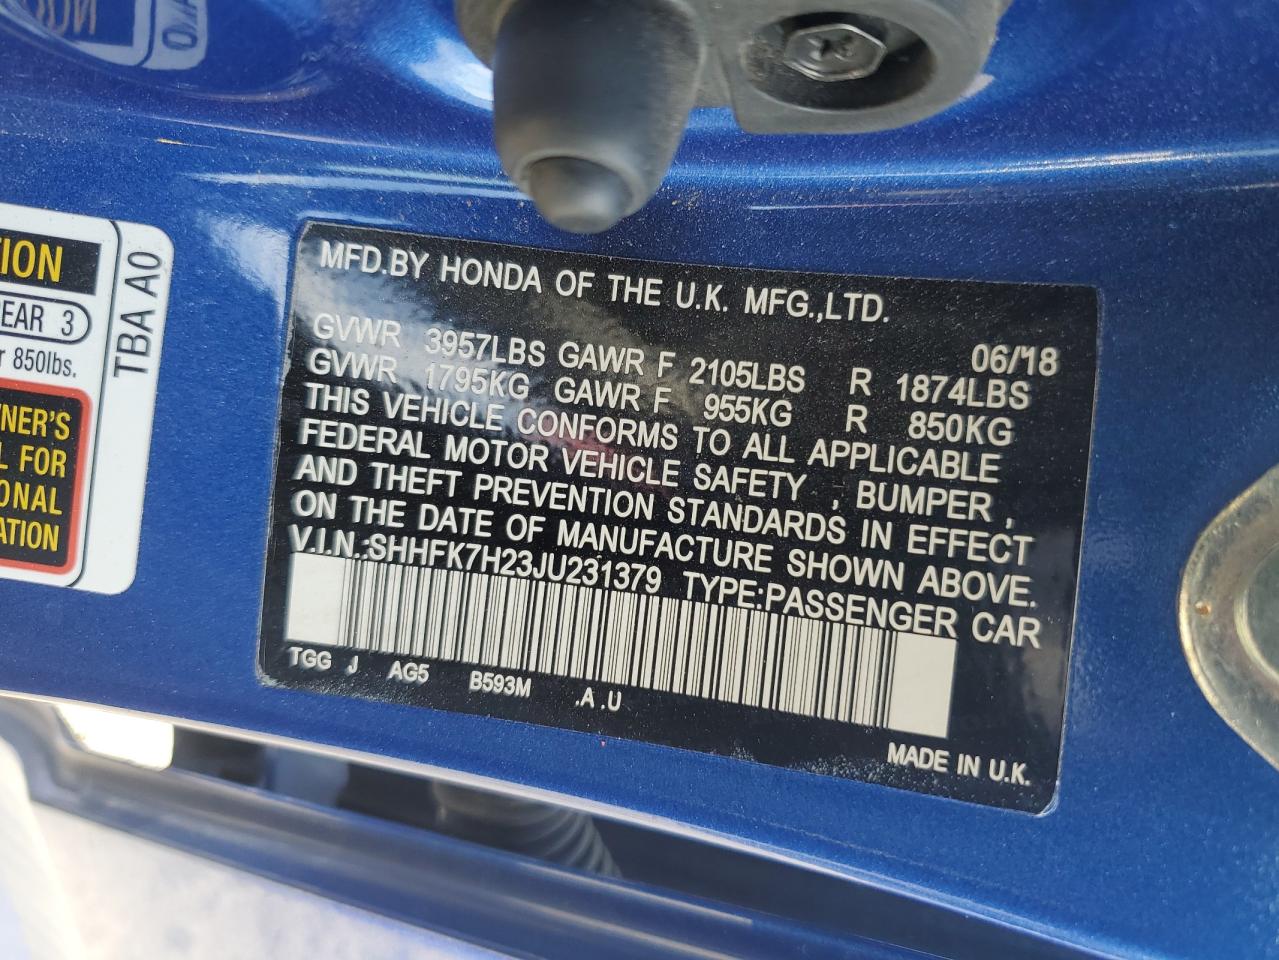 TION
EAR 3
r 850lbs.
NER'S
L FOR
ONAL
ATION
TBA A0
MFD.BY HONDA OF THE U.K. MFG.,LTD.
06/'18
GVWR 3957LBS GAWR F 2105LBS R 1874LBS
GVWR 1795KG GAWR F 955KG R 850KG
THIS VEHICLE CONFORMS TO ALL APPLICABLE
FEDERAL MOTOR VEHICLE SAFETY , BUMPER ,
AND THEFT PREVENTION STANDARDS IN EFFECT
ON THE DATE OF MANUFACTURE SHOWN ABOVE.
V.I.N.:SHHFK7H23JU231379 TYPE:PASSENGER CAR
TGG J AG5 B593M .A .U
MADE IN U.K.